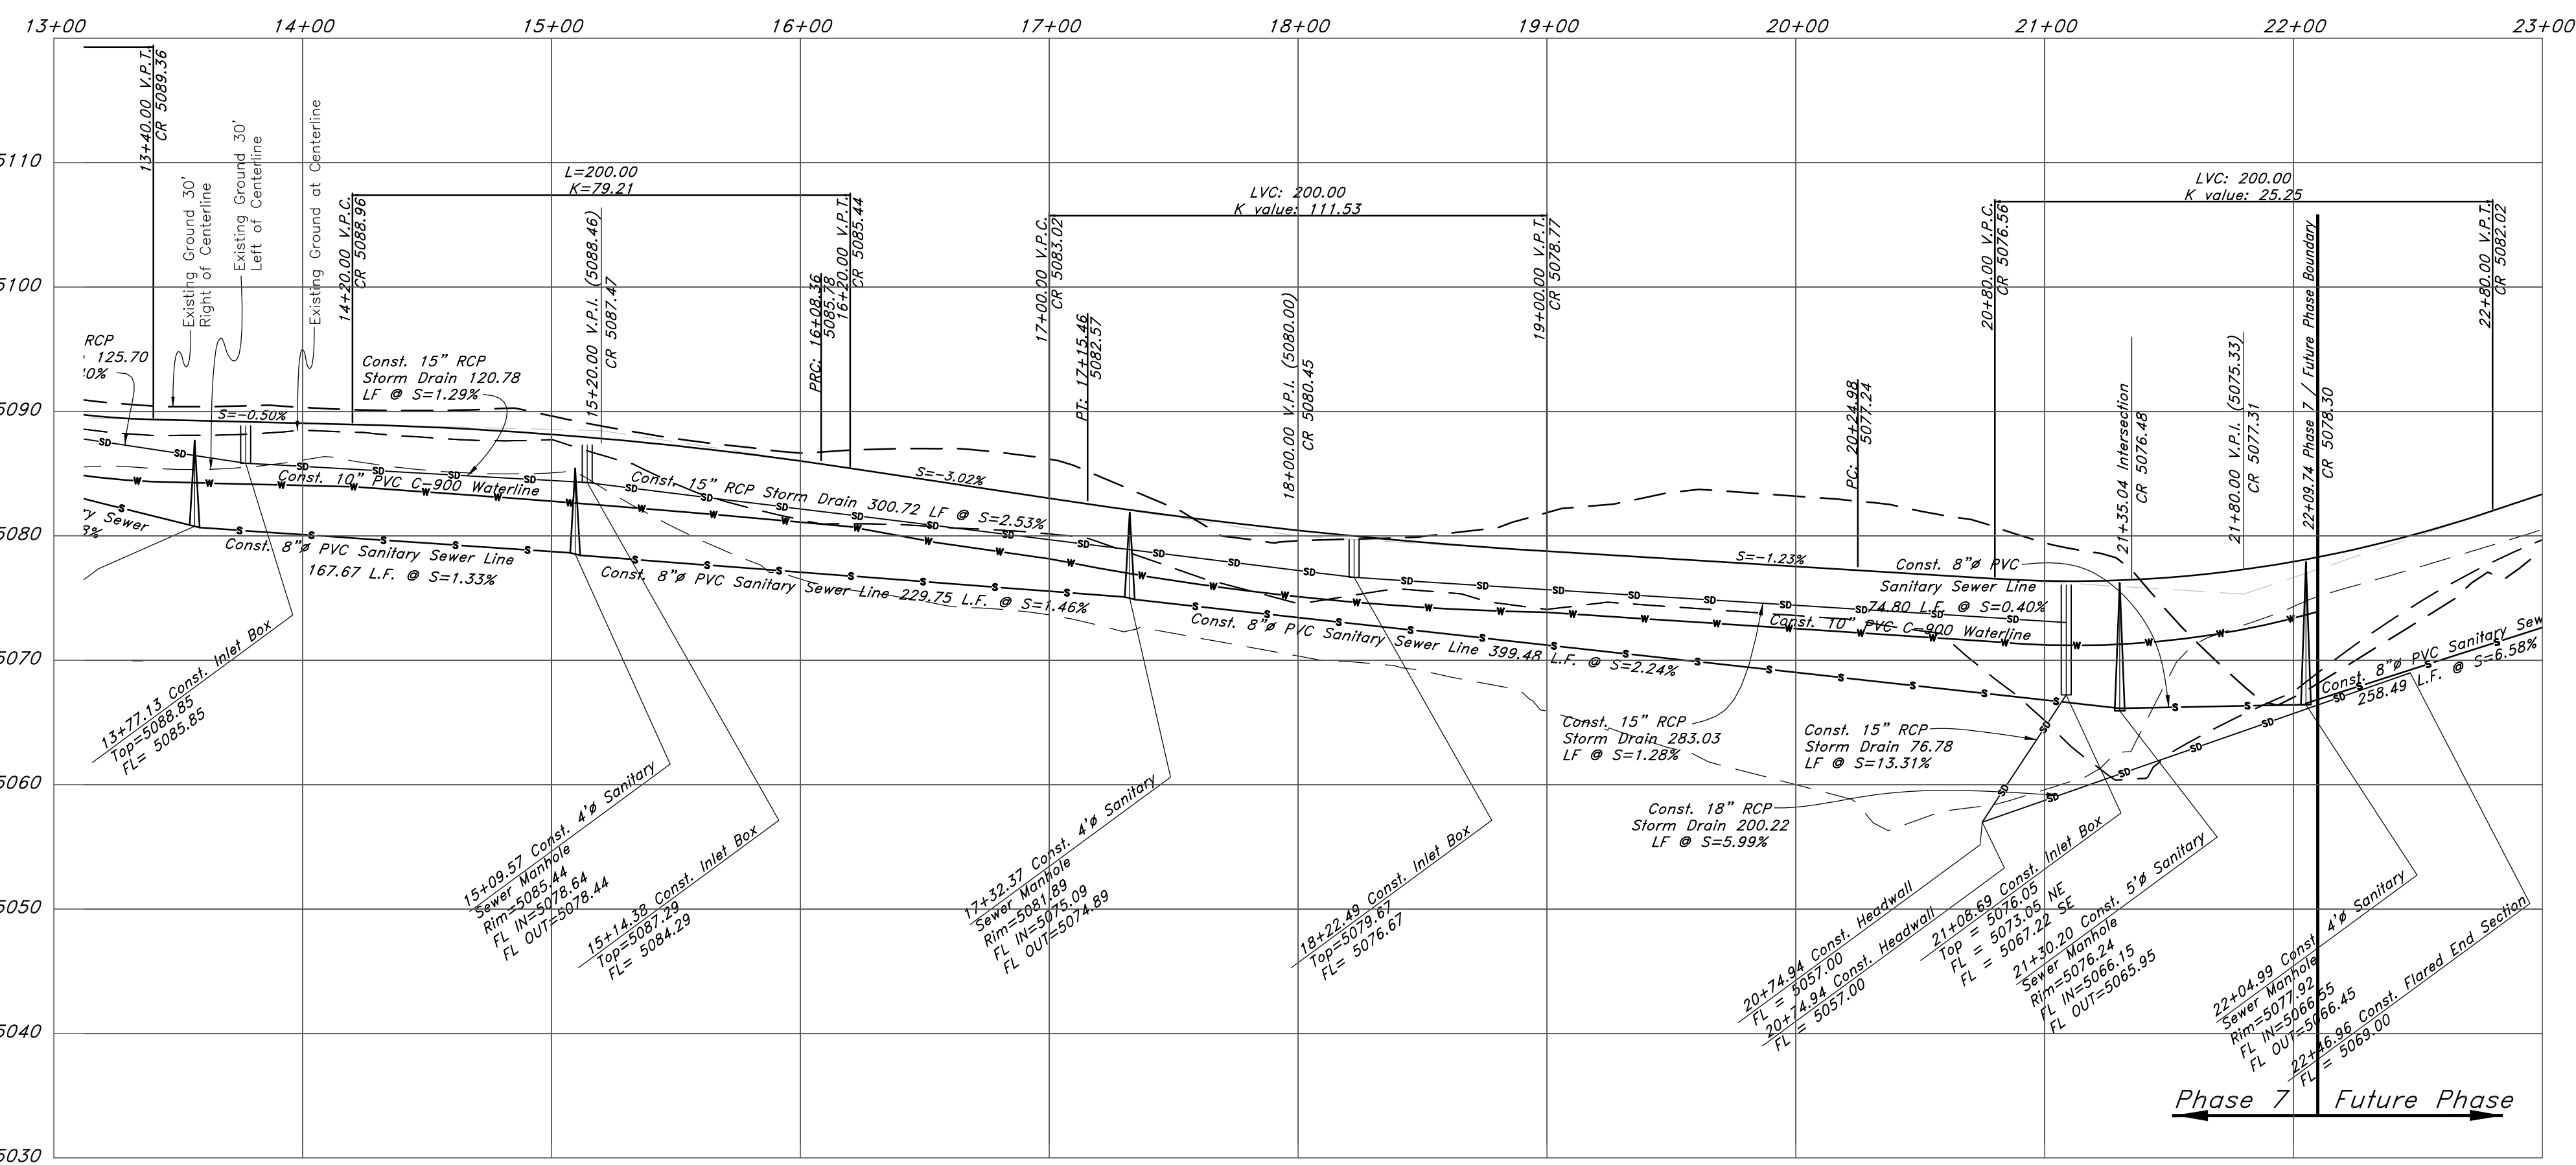 13+00 14+00 15+00 16+00 17+00 18+00 19+00 20+00 21+00 22+00 23+00
5110
5100
5090
5080
5070
5060
5050
5040
5030
13+40.00 V.P.T.
CR 5089.36
Existing Ground 30'
Right of Centerline
Existing Ground 30'
Left of Centerline
Existing Ground at Centerline
14+20.00 V.P.C.
CR 5088.96
L=200.00
K=79.21
15+20.00 V.P.I. (5088.46)
CR 5087.47
PRC: 16+08.36
5085.78
16+20.00 V.P.T.
CR 5085.44
17+00.00 V.P.C.
CR 5083.02
LVC: 200.00
K value: 111.53
PT: 17+15.46
5082.57
18+00.00 V.P.I. (5080.00)
CR 5080.45
19+00.00 V.P.T.
CR 5078.77
PC: 20+24.98
5077.24
20+80.00 V.P.C.
CR 5076.56
LVC: 200.00
K value: 25.25
21+35.04 Intersection
CR 5076.48
21+80.00 V.P.I. (5075.33)
CR 5077.31
22+09.74 Phase 7 / Future Phase Boundary
CR 5078.30
22+80.00 V.P.T.
CR 5082.02
RCP
125.70
S=-0.50%
Const. 15" RCP
Storm Drain 120.78
LF @ S=1.29%
Const. 10" PVC C-900 Waterline
Const. 15" RCP Storm Drain 300.72 LF @ S=2.53%
S=-3.02%
S=-1.23%
ry Sewer
Const. 8"ø PVC Sanitary Sewer Line
167.67 L.F. @ S=1.33%
Const. 8"ø PVC Sanitary Sewer Line 229.75 L.F. @ S=1.46%
Const. 8"ø PVC Sanitary Sewer Line 399.48 L.F. @ S=2.24%
Const. 8"ø PVC
Sanitary Sewer Line
74.80 L.F. @ S=0.40%
Const. 10" PVC C-900 Waterline
Const. 8"ø PVC Sanitary Sew
258.49 L.F. @ S=6.58%
Const. 15" RCP
Storm Drain 283.03
LF @ S=1.28%
Const. 15" RCP
Storm Drain 76.78
LF @ S=13.31%
Const. 18" RCP
Storm Drain 200.22
LF @ S=5.99%
13+77.13 Const. Inlet Box
Top=5088.85
FL= 5085.85
15+09.57 Const. 4'ø Sanitary
Sewer Manhole
Rim=5085.44
FL IN=5078.64
FL OUT=5078.44
15+14.38 Const. Inlet Box
Top=5087.29
FL= 5084.29
17+32.37 Const. 4'ø Sanitary
Sewer Manhole
Rim=5081.89
FL IN=5075.09
FL OUT=5074.89
18+22.49 Const. Inlet Box
Top=5079.67
FL= 5076.67
20+74.94 Const. Headwall
FL = 5057.00
20+74.94 Const. Headwall
FL = 5057.00
21+08.69 Const. Inlet Box
Top = 5076.05
FL = 5073.05 NE
FL = 5067.22 SE
21+30.20 Const. 5'ø Sanitary
Sewer Manhole
Rim=5076.24
FL IN=5066.15
FL OUT=5065.95
22+04.99 Const. 4'ø Sanitary
Sewer Manhole
Rim=5077.92
FL IN=5066.55
FL OUT=5066.45
22+46.96 Const. Flared End Section
FL = 5069.00
Phase 7
Future Phase